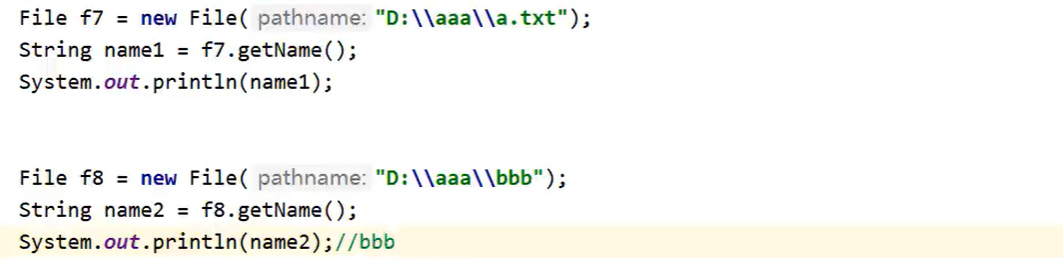 File f7 = new File( pathname: "D:\\aaa\\a.txt");
String name1 = f7.getName();
System.out.println(name1);
File f8 = new File( pathname: "D:\\aaa\\bbb");
String name2 = f8.getName();
System.out.println(name2);//bbb